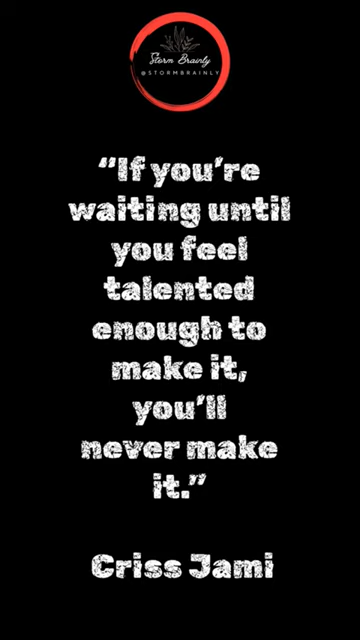 Storm Brainly
@STORMBRAINLY
“If you’re
waiting until
you feel
talented
enough to
make it,
you’ll
never make
it.”
Criss Jami